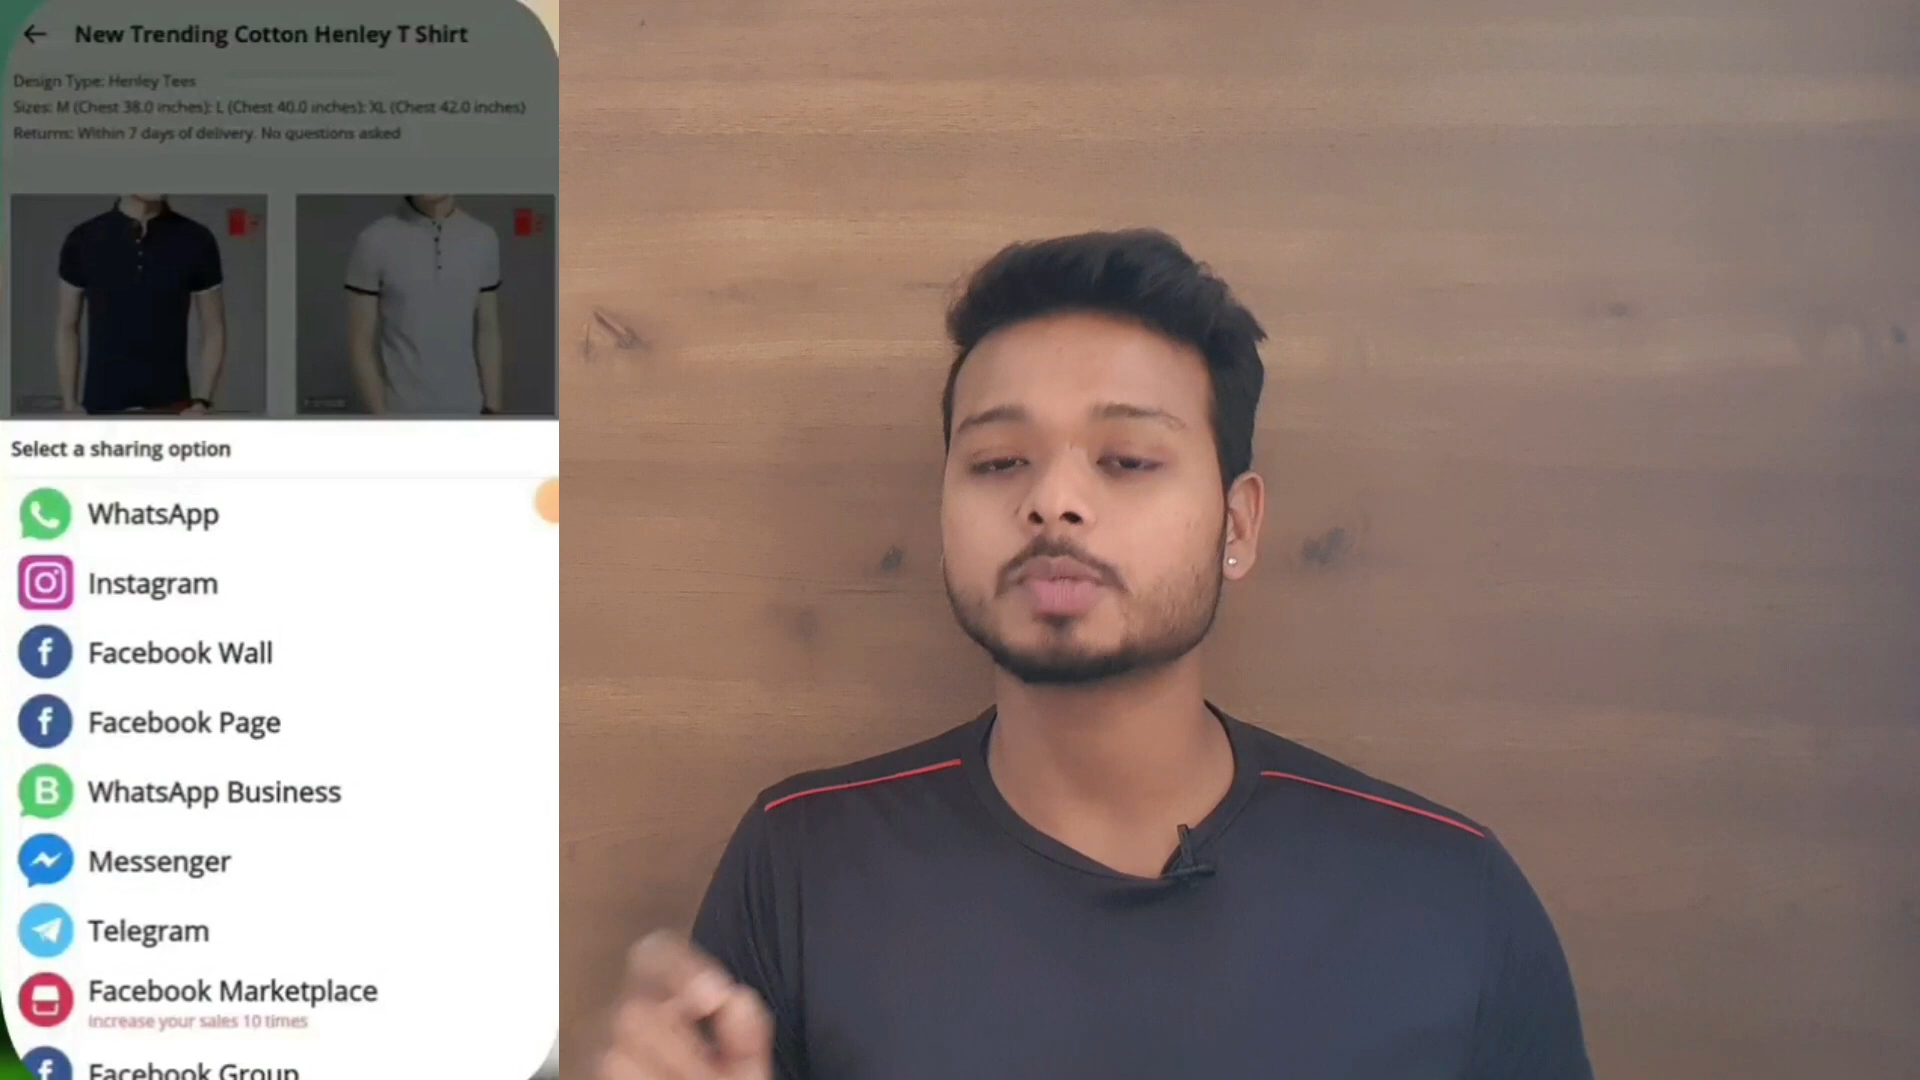 New Trending Cotton Henley T Shirt
Design Type: Henley Tees
Sizes: M (Chest 38.0 inches): L (Chest 40.0 inches): XL (Chest 42.0 inches)
Returns: Within 7 days of delivery. No questions asked
Select a sharing option
WhatsApp
Instagram
Facebook Wall
Facebook Page
WhatsApp Business
Messenger
Telegram
Facebook Marketplace
Increase your sales 10 times
Facebook Group